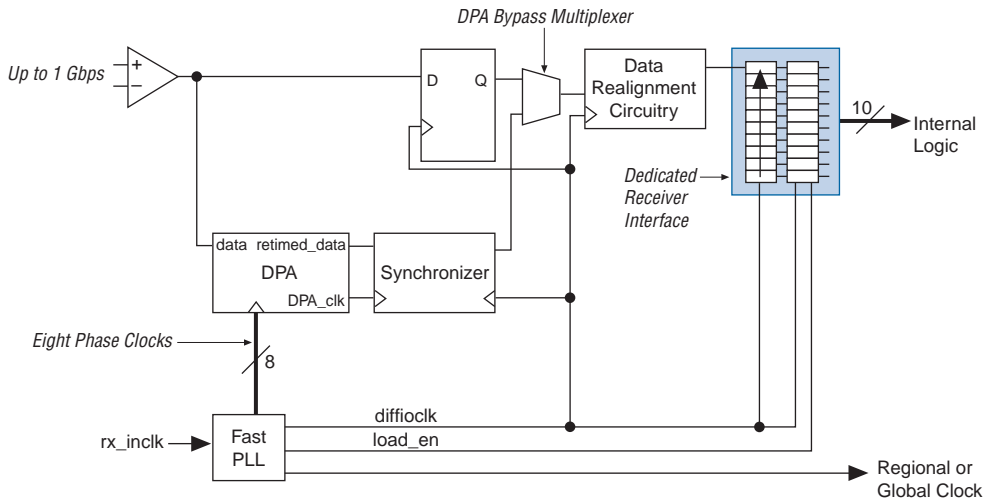 DPA Bypass Multiplexer
Up to 1 Gbps
+
−
D
Q
Data
Realignment
Circuitry
10
Internal
Logic
Dedicated
Receiver
Interface
data
retimed_data
DPA
DPA_clk
Synchronizer
Eight Phase Clocks
8
rx_inclk
Fast
PLL
diffioclk
load_en
Regional or
Global Clock